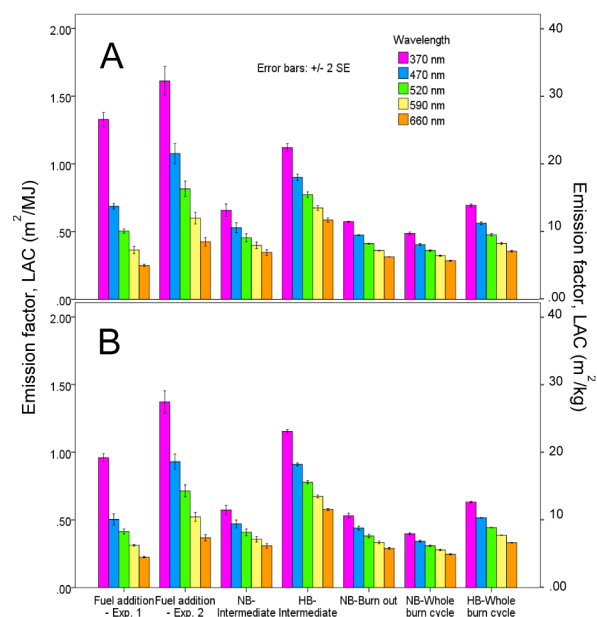 2.00
1.50
1.00
.50
.00
A
Error bars: +/- 2 SE
Wavelength
370 nm
470 nm
520 nm
590 nm
660 nm
40
30
20
10
.00
Emission factor, LAC (m²/MJ)
Emission factor, LAC (m²/kg)
2.00
1.50
1.00
.50
.00
B
40
30
20
10
.00
Fuel addition
- Exp. 1
Fuel addition
- Exp. 2
NB-
Intermediate
HB-
Intermediate
NB-Burn out
NB-Whole
burn cycle
HB-Whole
burn cycle